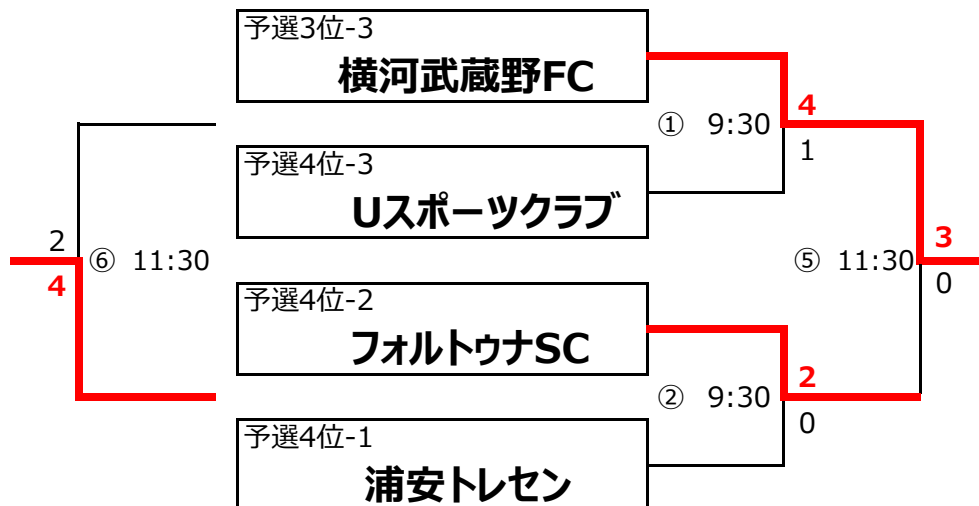 予選3位-3
横河武蔵野FC
① 9:30
4
1
予選4位-3
Uスポーツクラブ
2
⑥ 11:30
4
⑤ 11:30
3
0
予選4位-2
フォルトゥナSC
② 9:30
2
0
予選4位-1
浦安トレセン